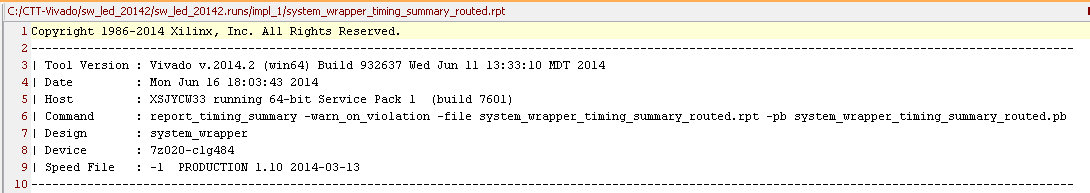 C:/CTT-Vivado/sw_led_20142/sw_led_20142.runs/impl_1/system_wrapper_timing_summary_routed.rpt
1 Copyright 1986-2014 Xilinx, Inc. All Rights Reserved.
2 ------------------------------------------------------------------------------------------------------------------------------------------------------
3 | Tool Version : Vivado v.2014.2 (win64) Build 932637 Wed Jun 11 13:33:10 MDT 2014
4 | Date         : Mon Jun 16 18:03:43 2014
5 | Host         : XSJYCW33 running 64-bit Service Pack 1  (build 7601)
6 | Command      : report_timing_summary -warn_on_violation -file system_wrapper_timing_summary_routed.rpt -pb system_wrapper_timing_summary_routed.pb
7 | Design       : system_wrapper
8 | Device       : 7z020-clg484
9 | Speed File   : -1  PRODUCTION 1.10 2014-03-13
10 ------------------------------------------------------------------------------------------------------------------------------------------------------